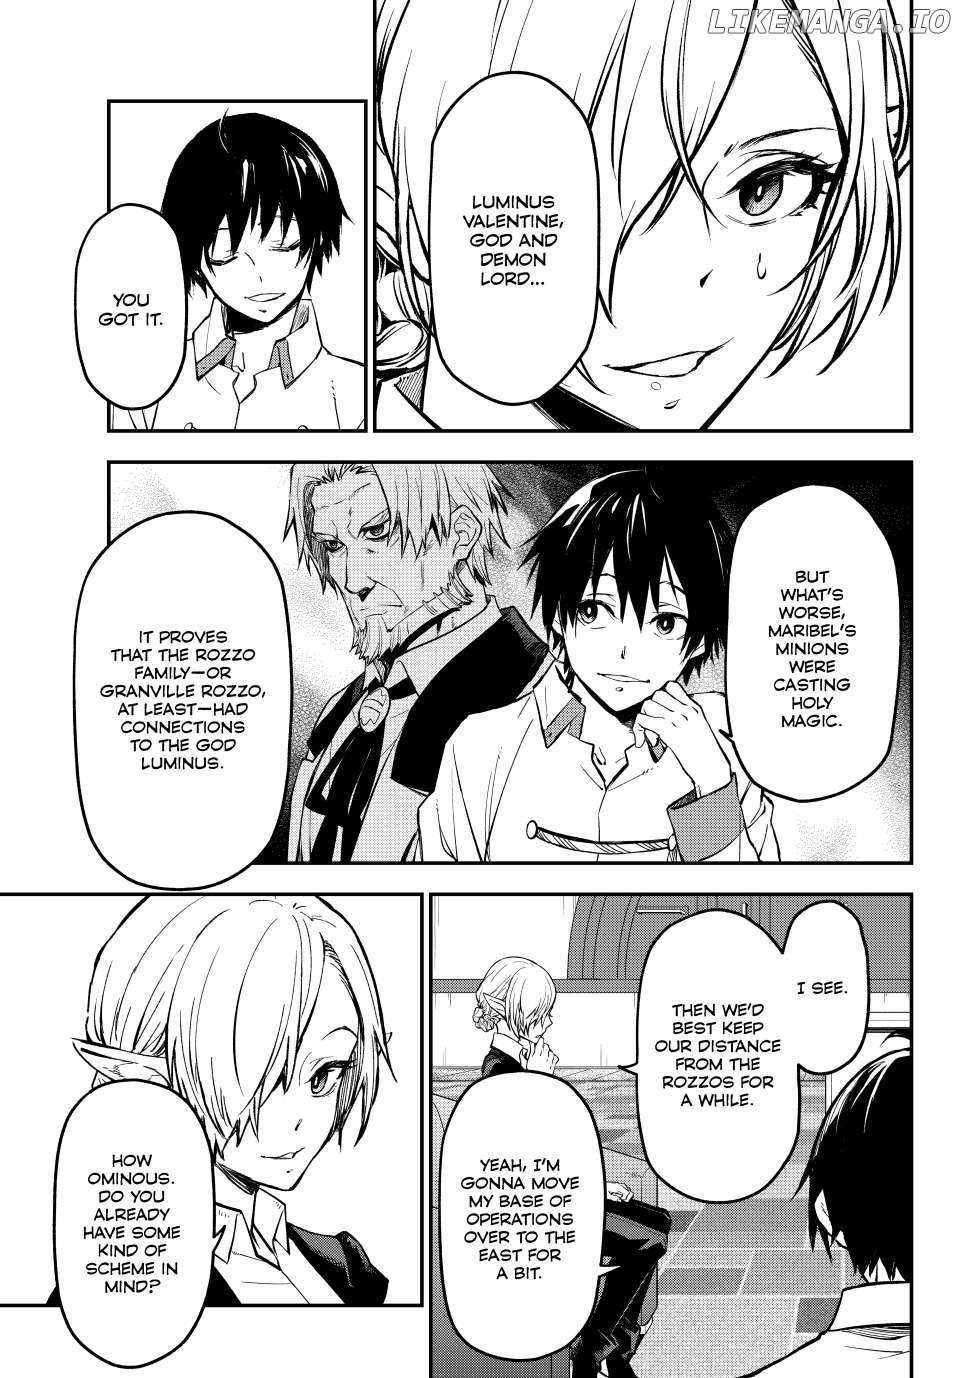 LIKEMANGA.IO
LUMINUS
VALENTINE,
GOD AND
DEMON
LORD...
YOU
GOT IT.
BUT
WHAT'S
WORSE,
MARIBEL'S
MINIONS
WERE
CASTING
HOLY
MAGIC.
IT PROVES
THAT THE ROZZO
FAMILY—OR
GRANVILLE ROZZO,
AT LEAST—HAD
CONNECTIONS
TO THE GOD
LUMINUS.
I SEE.
THEN WE'D
BEST KEEP
OUR DISTANCE
FROM THE
ROZZOS FOR
A WHILE.
YEAH, I'M
GONNA MOVE
MY BASE OF
OPERATIONS
OVER TO THE
EAST FOR
A BIT.
HOW
OMINOUS.
DO YOU
ALREADY
HAVE SOME
KIND OF
SCHEME IN
MIND?